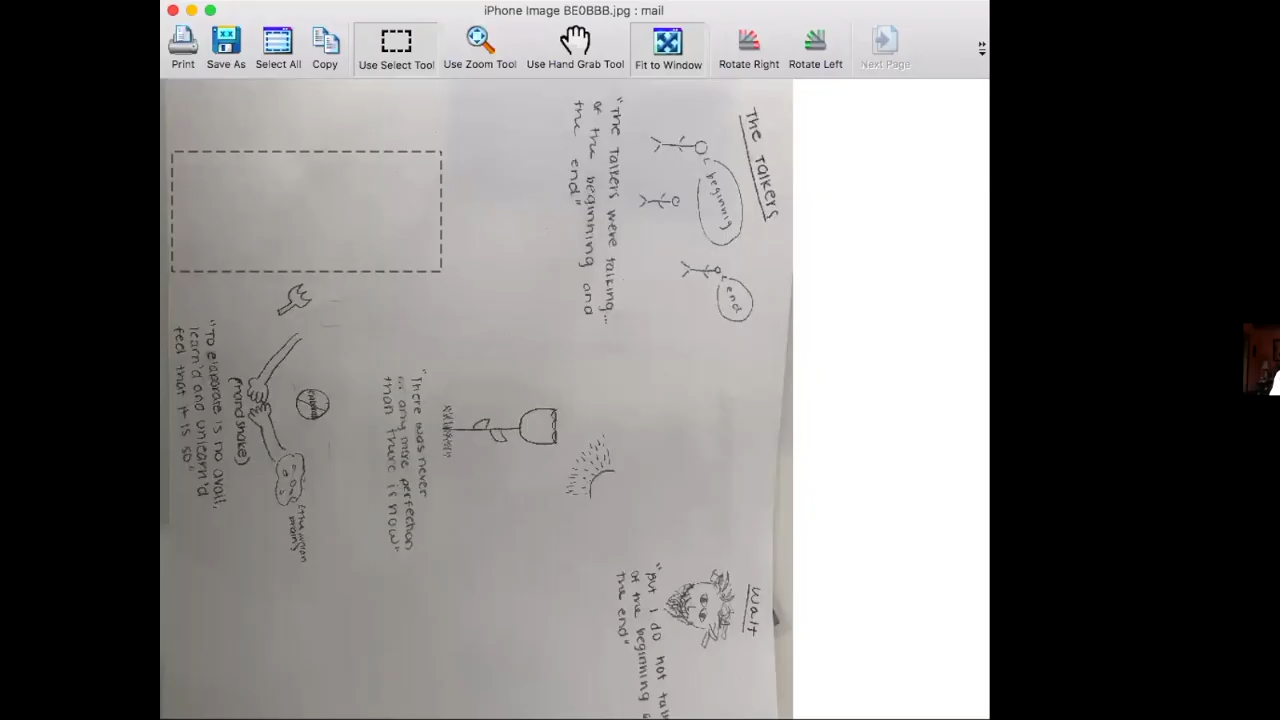 iPhone Image BE0BBB.jpg : mail
Print
Save As
Select All
Copy
Use Select Tool
Use Zoom Tool
Use Hand Grab Tool
Fit to Window
Rotate Right
Rotate Left
Next Page
The Talkers
beginning
end
"The Talkers were talking...
of the beginning and
the end"
Walt
"But I do not talk
of the beginning
the end"
"There was never
any more perfection
than there is now"
(human
brain)
(handshake)
"To elaborate is no avail,
learn'd and unlearn'd
feel that it is so"